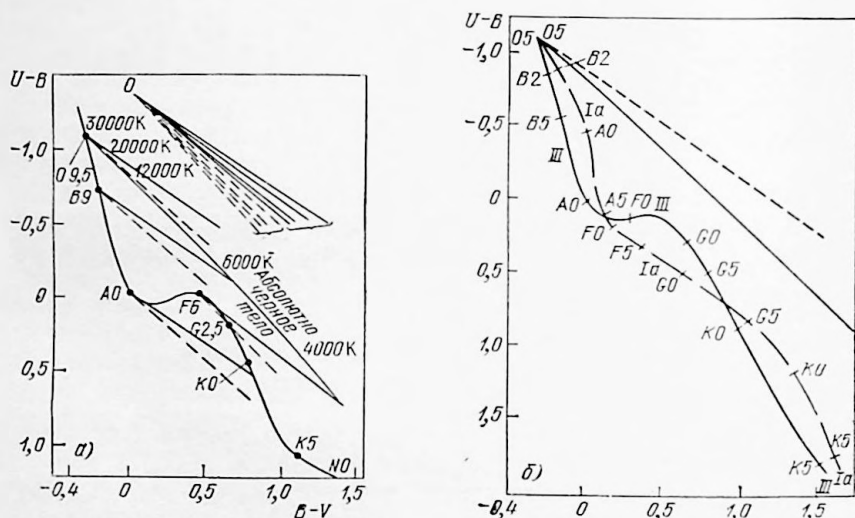 U-B
-1,0
-0,5
0
0,5
1,0
-0,4
0
0,5
1,0
1,5
B-V
O
30000K
20000K
12000K
O9,5
B9
6000K
Абсолютно
черное
тело
4000K
A0
F6
G2,5
K0
K5
N0
а)
U-B
-1,0
-0,5
0
0,5
1,0
1,5
-0,4
0
0,5
1,0
1,5
O5
O5
B2
B2
Ia
B5
A0
III
A0
A5
F0
III
F0
F5
G0
Ia
G5
G0
G5
K0
K0
K5
K5
III
Ia
б)